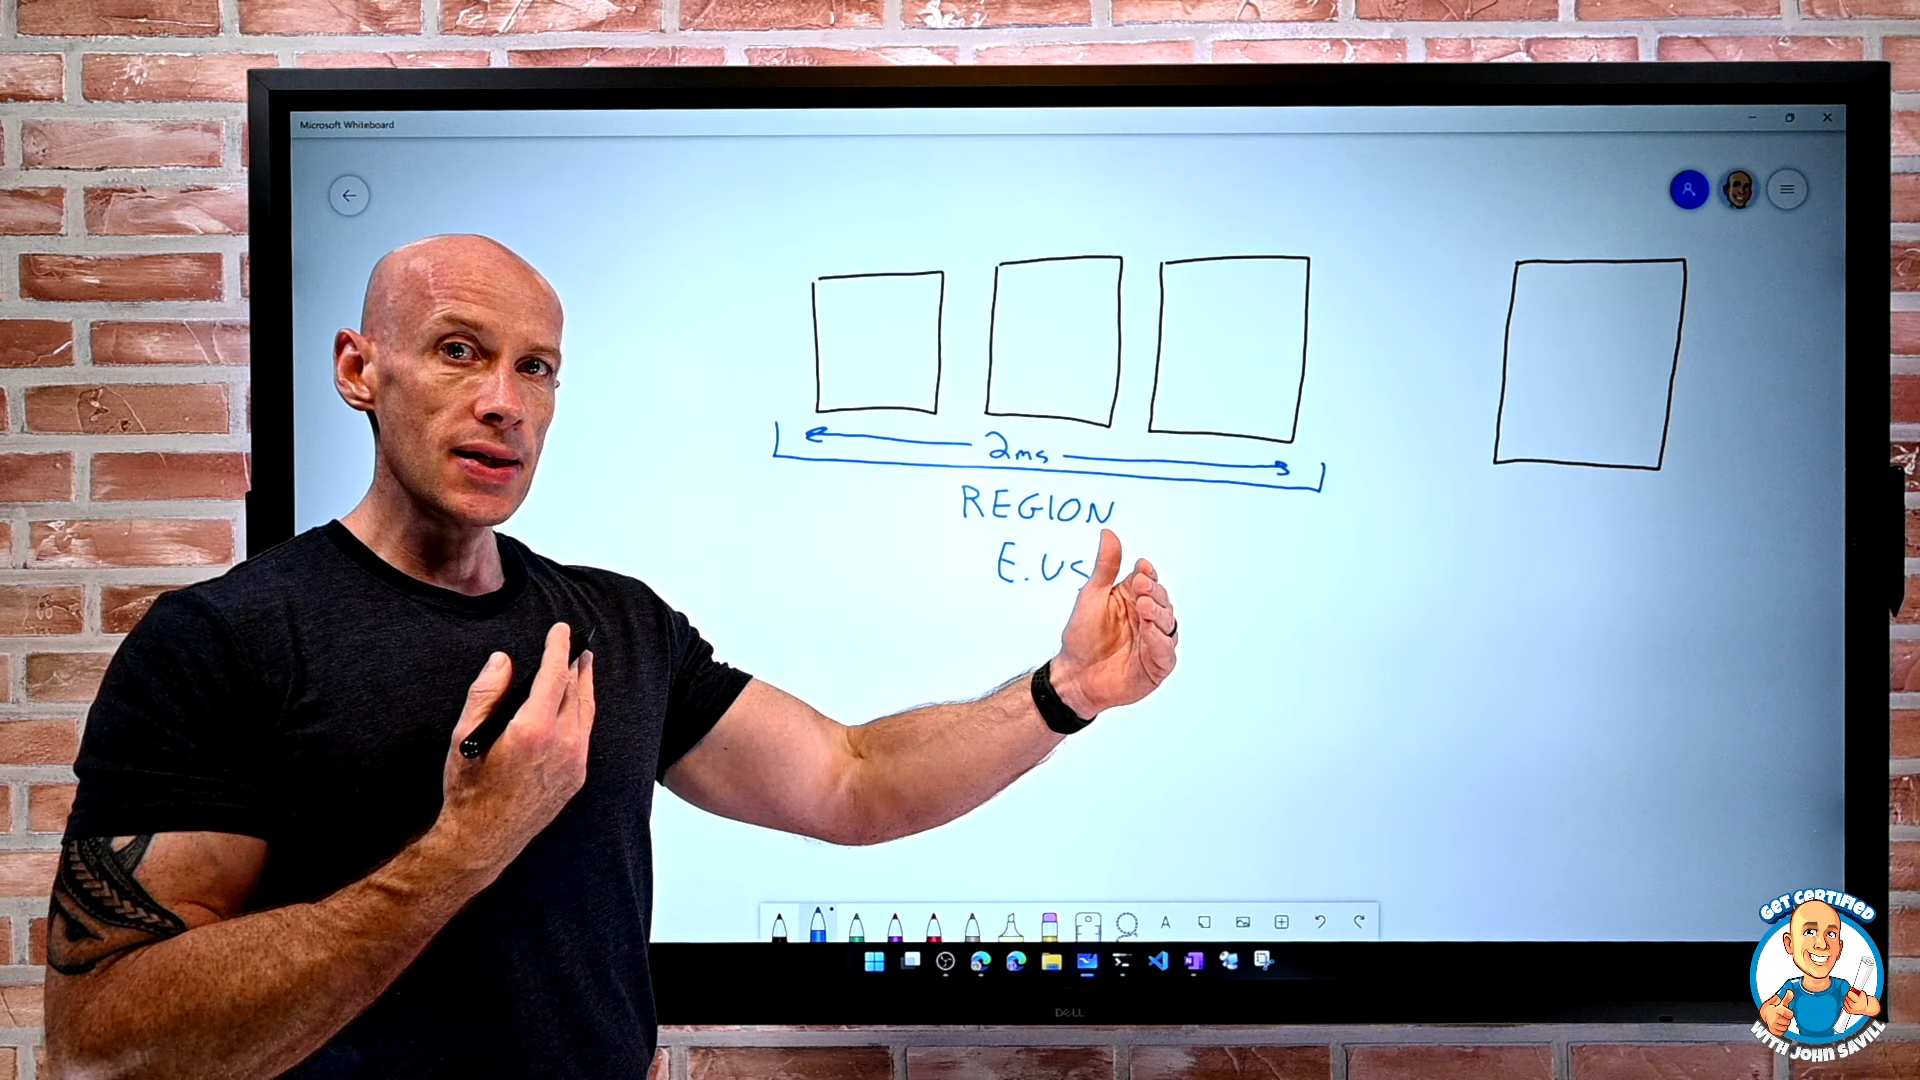 Microsoft Whiteboard
2ms
REGION
E.US
A
DELL
GET CERTIFIED
WITH JOHN SAVILL